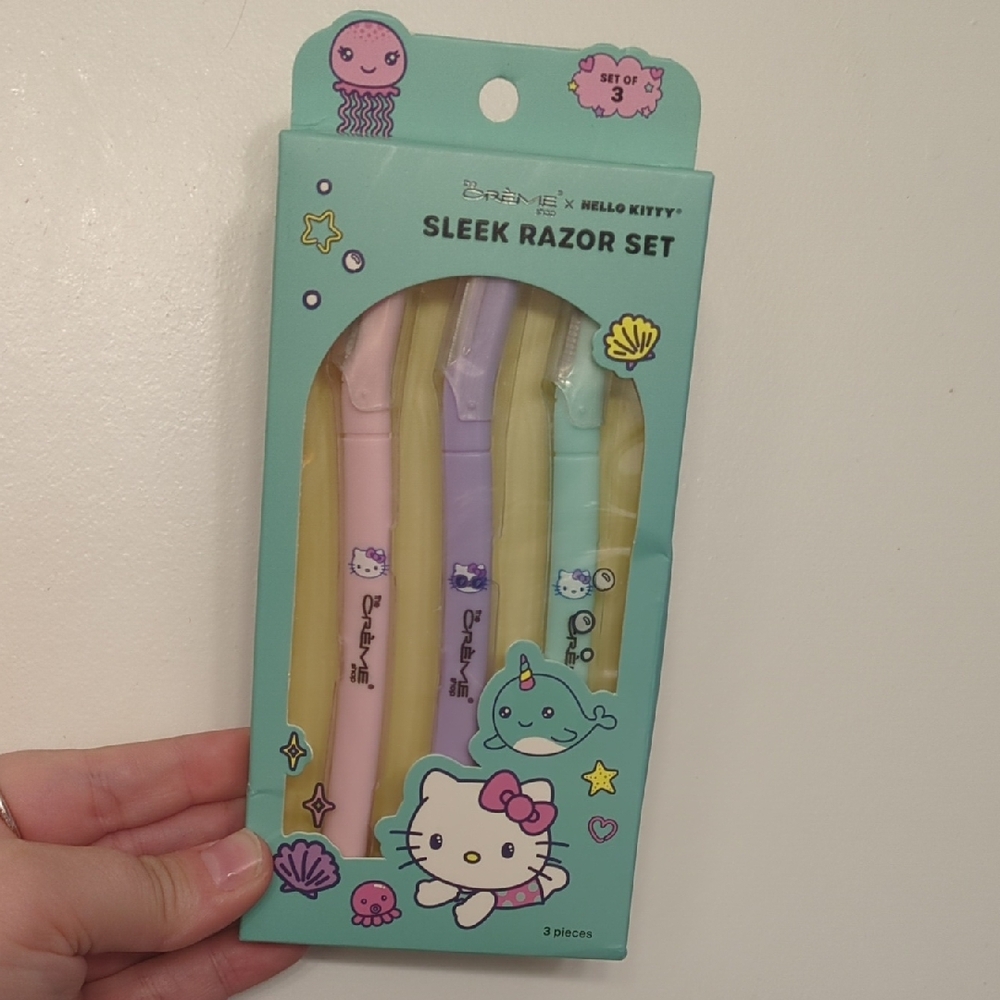 SET OF
3
The CRÈME shop® x HELLO KITTY®
SLEEK RAZOR SET
The CRÈME shop®
The CRÈME shop®
CRÈ
3 pieces